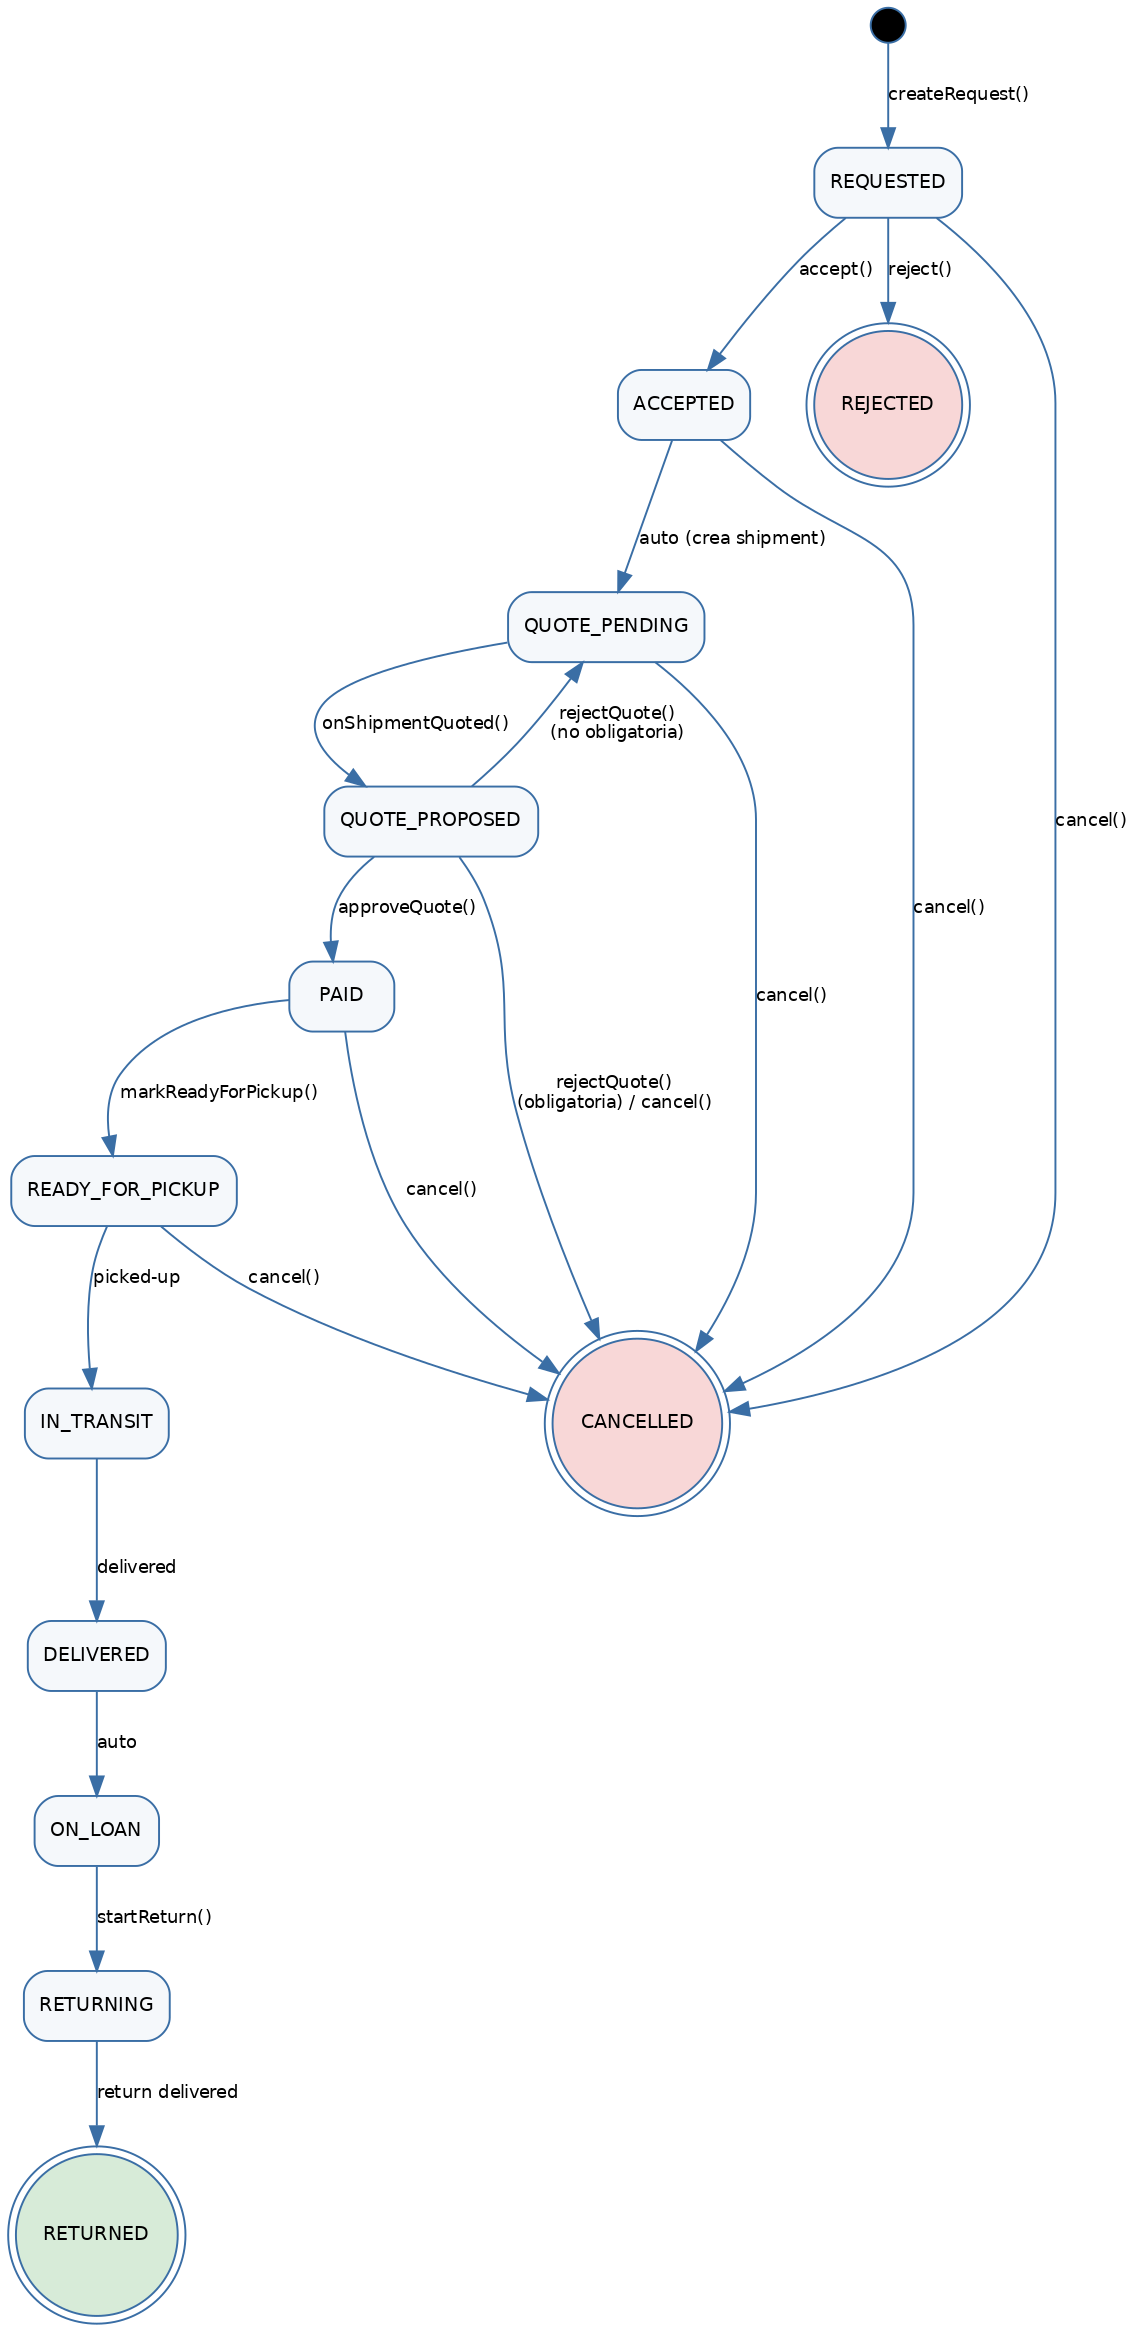 createRequest()
REQUESTED
accept()
reject()
ACCEPTED
REJECTED
auto (crea shipment)
QUOTE_PENDING
onShipmentQuoted()
rejectQuote()
(no obligatoria)
QUOTE_PROPOSED
cancel()
approveQuote()
cancel()
PAID
cancel()
rejectQuote()
(obligatoria) / cancel()
markReadyForPickup()
READY_FOR_PICKUP
cancel()
picked-up
cancel()
IN_TRANSIT
CANCELLED
delivered
DELIVERED
auto
ON_LOAN
startReturn()
RETURNING
return delivered
RETURNED